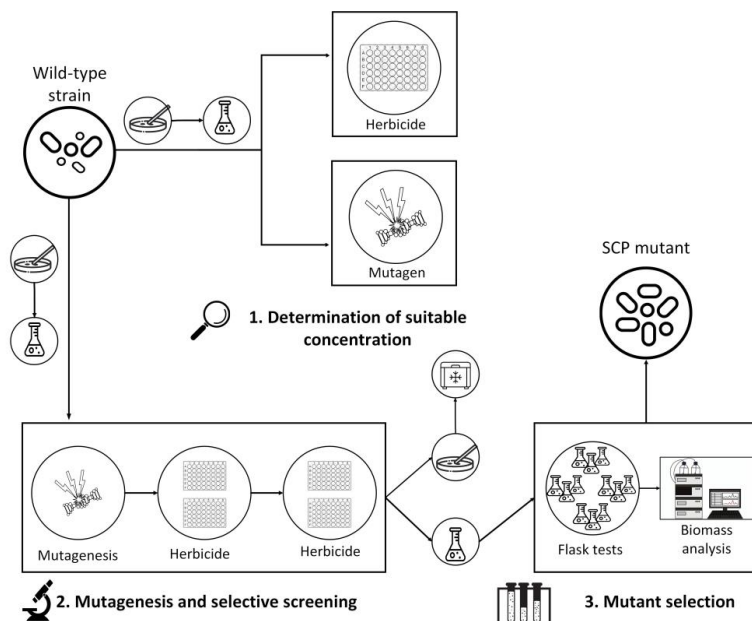 Wild-type
strain
Herbicide
Mutagen
1. Determination of suitable
concentration
SCP mutant
Mutagenesis
Herbicide
Herbicide
Flask tests
Biomass
analysis
2. Mutagenesis and selective screening
3. Mutant selection